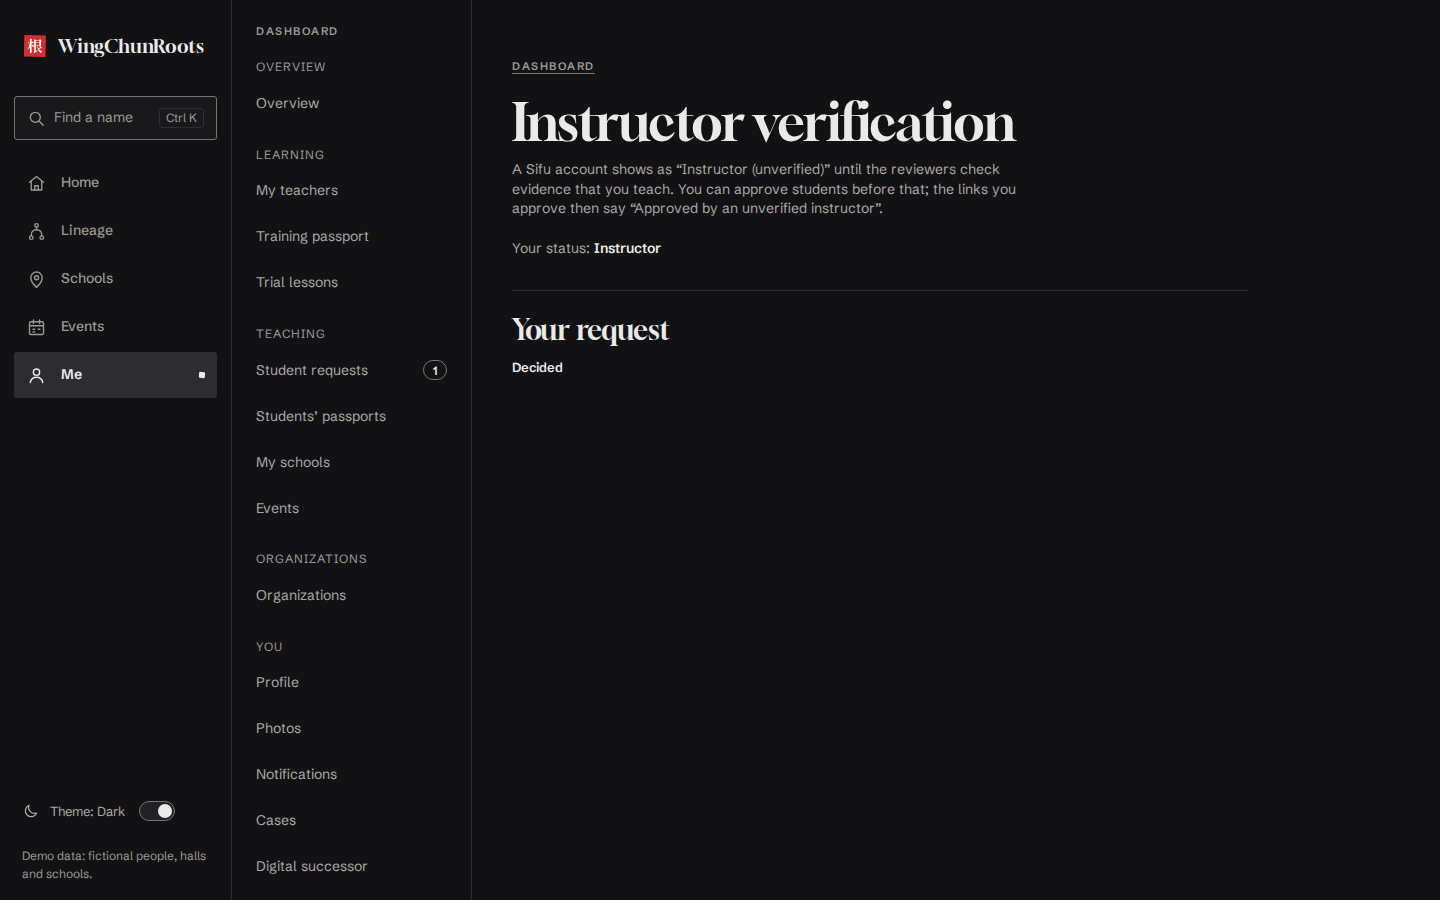 根 WingChunRoots
Find a name Ctrl K
Home
Lineage
Schools
Events
Me
Theme: Dark
Demo data: fictional people, halls
and schools.
DASHBOARD
OVERVIEW
Overview
LEARNING
My teachers
Training passport
Trial lessons
TEACHING
Student requests 1
Students’ passports
My schools
Events
ORGANIZATIONS
Organizations
YOU
Profile
Photos
Notifications
Cases
Digital successor
DASHBOARD
Instructor verification
A Sifu account shows as “Instructor (unverified)” until the reviewers check
evidence that you teach. You can approve students before that; the links you
approve then say “Approved by an unverified instructor”.
Your status: Instructor
Your request
Decided